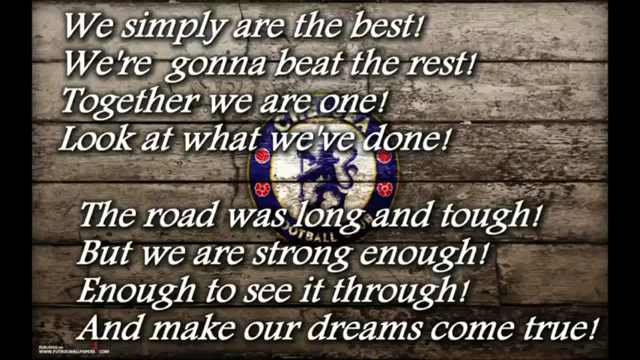 We simply are the best!
We're gonna beat the rest!
Together we are one!
Look at what we've done!
CHELSEA
The road was long and tough!
FOOTBALL
But we are strong enough!
Enough to see it through!
And make our dreams come true!